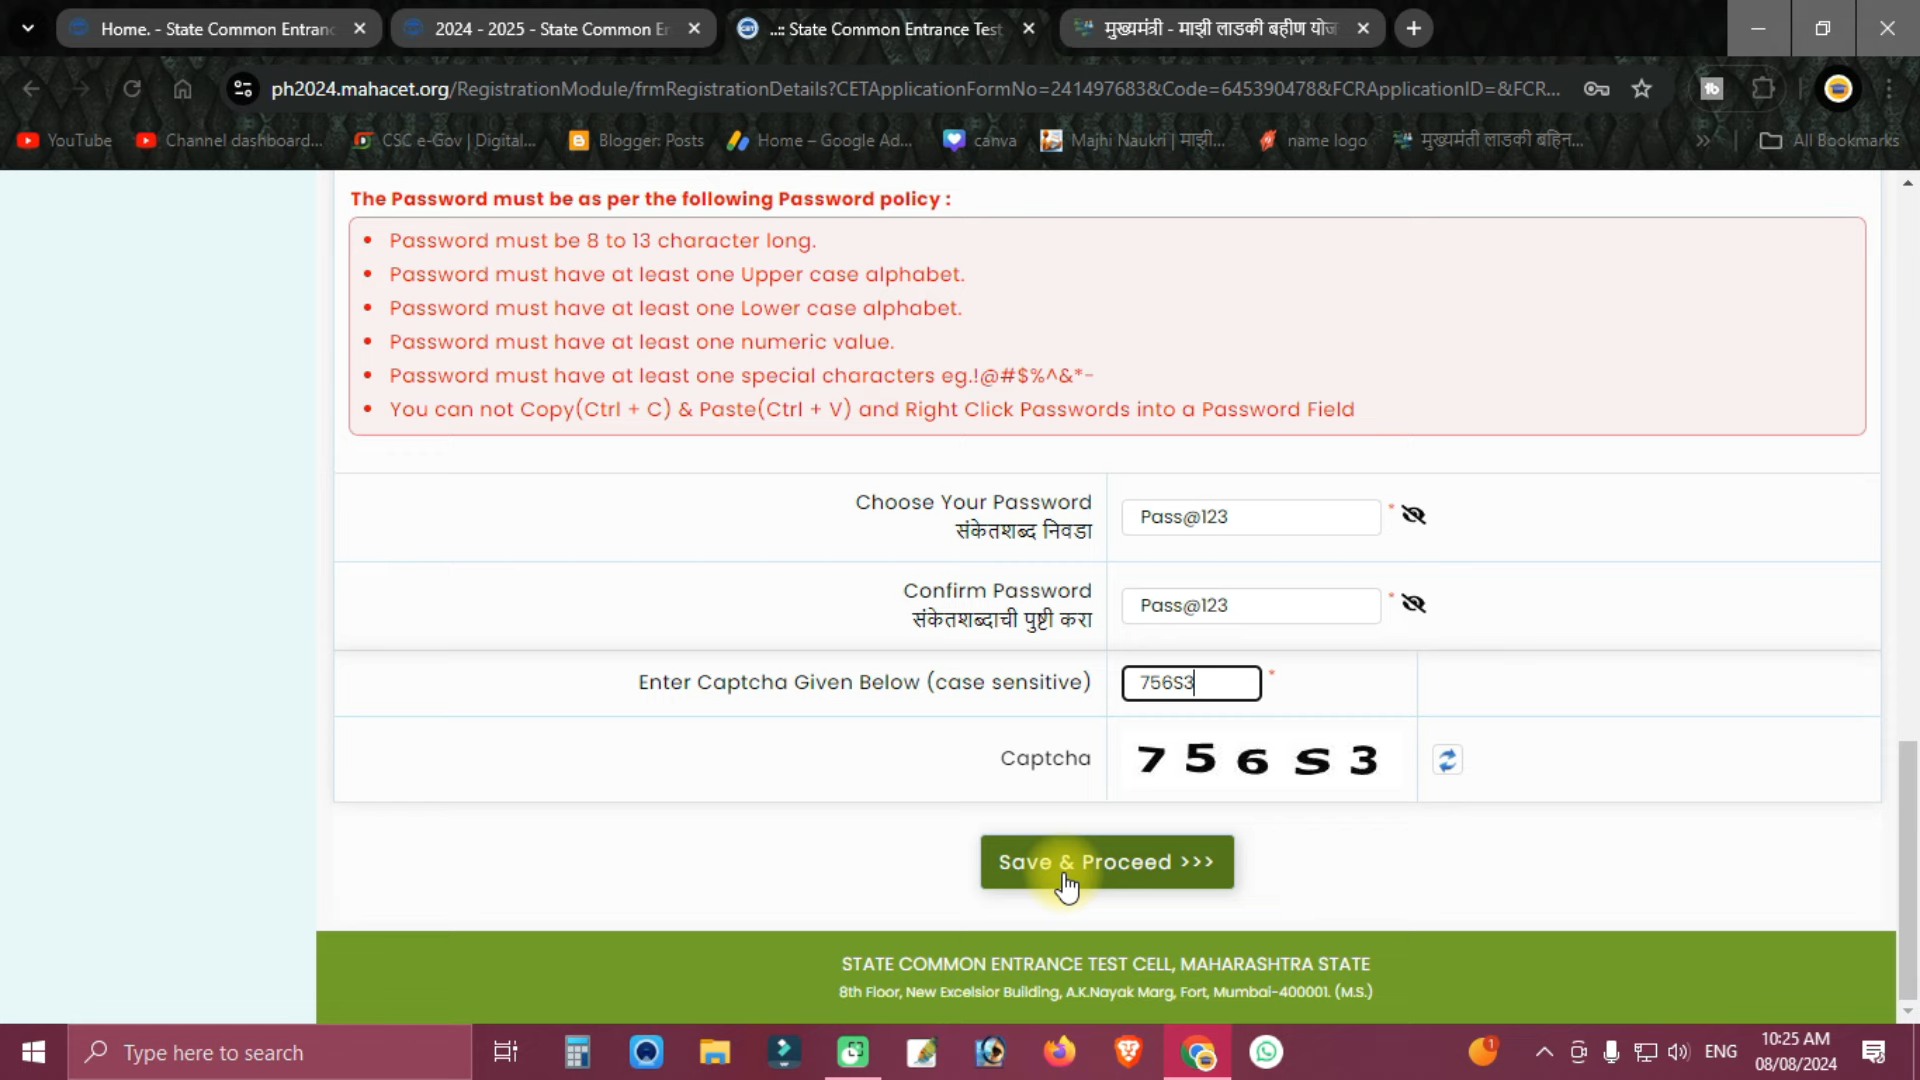 Home. - State Common Entranc
2024 - 2025 - State Common Er
..:: State Common Entrance Test
मुख्यमंत्री - माझी लाडकी बहीण योज
ph2024.mahacet.org/RegistrationModule/frmRegistrationDetails?CETApplicationFormNo=241497683&Code=645390478&FCRApplicationID=&FCR...
YouTube
Channel dashboard...
CSC e-Gov | Digital...
Blogger: Posts
Home – Google Ad...
canva
Majhi Naukri | माझी...
name logo
मुख्यमंती लाडकी बहिन...
All Bookmarks
The Password must be as per the following Password policy :
• Password must be 8 to 13 character long.
• Password must have at least one Upper case alphabet.
• Password must have at least one Lower case alphabet.
• Password must have at least one numeric value.
• Password must have at least one special characters eg.!@#$%^&*-
• You can not Copy(Ctrl + C) & Paste(Ctrl + V) and Right Click Passwords into a Password Field
Choose Your Password
संकेतशब्द निवडा
Pass@123 *
Confirm Password
संकेतशब्दाची पुष्टी करा
Pass@123 *
Enter Captcha Given Below (case sensitive)
756S3 *
Captcha
7 5 6 S 3
Save & Proceed >>>
STATE COMMON ENTRANCE TEST CELL, MAHARASHTRA STATE
8th Floor, New Excelsior Building, A.K.Nayak Marg, Fort, Mumbai-400001. (M.S.)
Type here to search
1
ENG
10:25 AM
08/08/2024